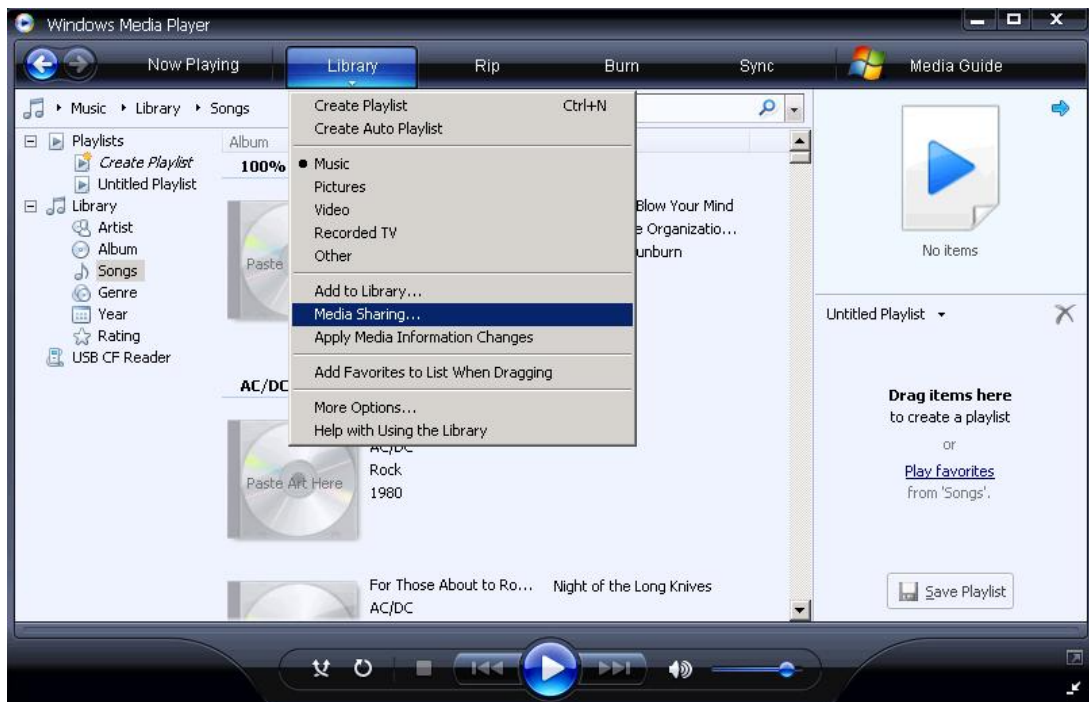 Windows Media Player
Now Playing
Library
Rip
Burn
Sync
Media Guide
Music
Library
Songs
Playlists
Create Playlist
Untitled Playlist
Library
Artist
Album
Songs
Genre
Year
Rating
USB CF Reader
Create Playlist Ctrl+N
Create Auto Playlist
Music
Pictures
Video
Recorded TV
Other
Add to Library...
Media Sharing...
Apply Media Information Changes
Add Favorites to List When Dragging
More Options...
Help with Using the Library
Album
100%
Paste
Blow Your Mind
e Organizatio...
unburn
AC/DC
Paste Art Here
AC/DC
Rock
1980
For Those About to Ro... Night of the Long Knives
AC/DC
No items
Untitled Playlist
Drag items here
to create a playlist
or
Play favorites
from 'Songs'.
Save Playlist